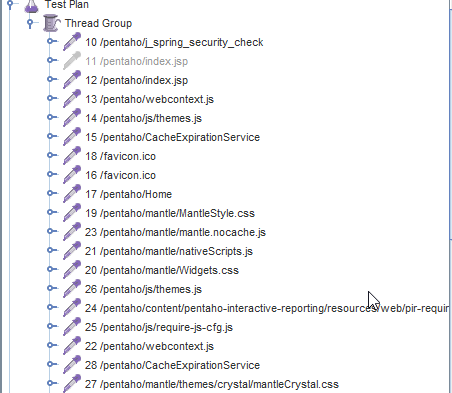 Test Plan
Thread Group
10 /pentaho/j_spring_security_check
11 /pentaho/index.jsp
12 /pentaho/index.jsp
13 /pentaho/webcontext.js
14 /pentaho/js/themes.js
15 /pentaho/CacheExpirationService
18 /favicon.ico
16 /favicon.ico
17 /pentaho/Home
19 /pentaho/mantle/MantleStyle.css
23 /pentaho/mantle/mantle.nocache.js
21 /pentaho/mantle/nativeScripts.js
20 /pentaho/mantle/Widgets.css
26 /pentaho/js/themes.js
24 /pentaho/content/pentaho-interactive-reporting/resources/web/pir-requir
25 /pentaho/js/require-js-cfg.js
22 /pentaho/webcontext.js
28 /pentaho/CacheExpirationService
27 /pentaho/mantle/themes/crystal/mantleCrystal.css